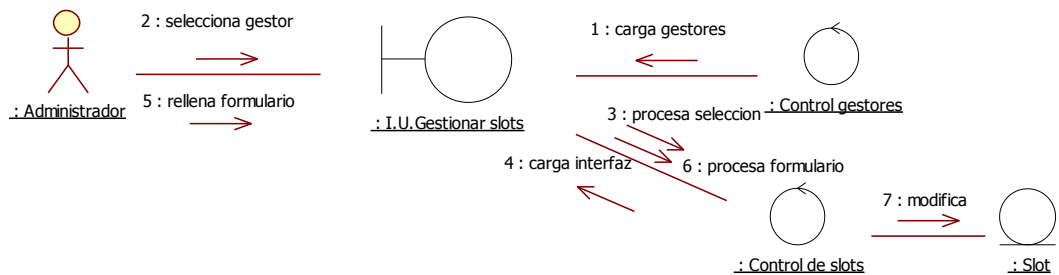 2 : selecciona gestor
1 : carga gestores
5 : rellena formulario
: Administrador
: I.U.Gestionar slots
: Control gestores
3 : procesa seleccion
4 : carga interfaz
6 : procesa formulario
7 : modifica
: Control de slots
: Slot